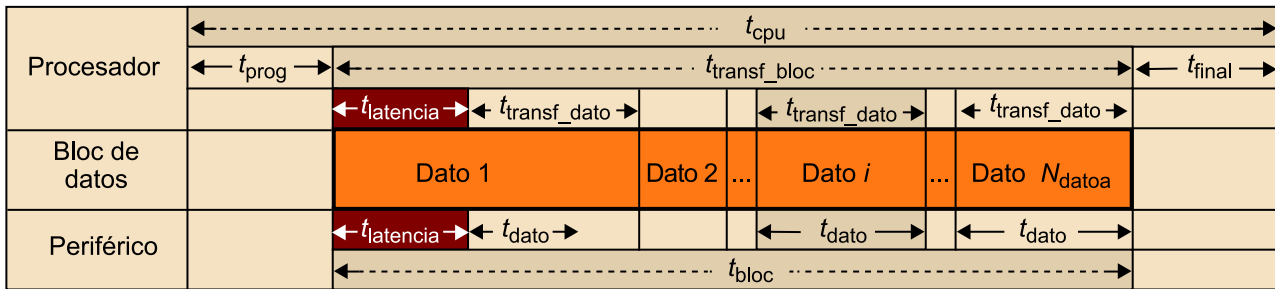 t_cpu
Procesador
t_prog
t_transf_bloc
t_final
t_latencia
t_transf_dato
t_transf_dato
t_transf_dato
Bloc de
datos
Dato 1
Dato 2
...
Dato i
...
Dato N_datoa
Periférico
t_latencia
t_dato
t_dato
t_dato
t_bloc